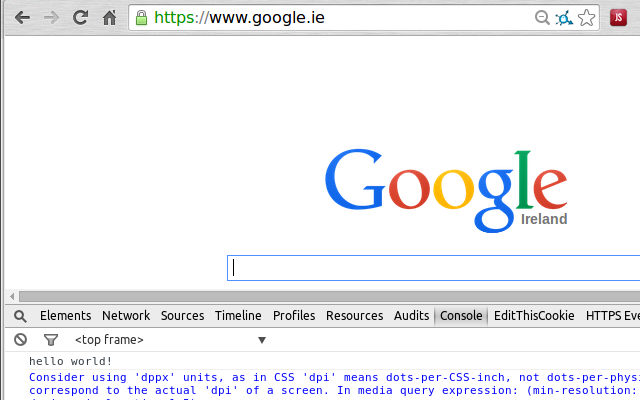 https://www.google.ie
JS
Google
Ireland
Elements Network Sources Timeline Profiles Resources Audits Console EditThisCookie HTTPS Eve
<top frame>
hello world!
Consider using 'dppx' units, as in CSS 'dpi' means dots-per-CSS-inch, not dots-per-physi
correspond to the actual 'dpi' of a screen. In media query expression: (min-resolution: